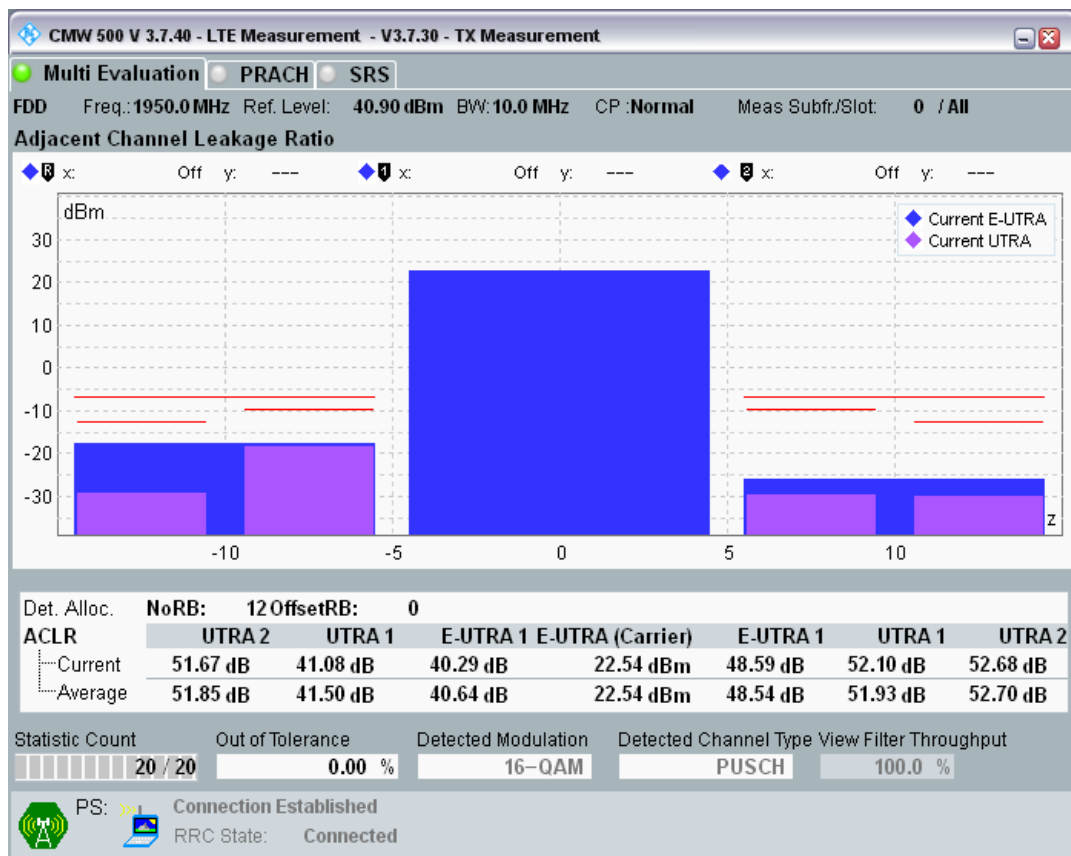 CMW 500 V 3.7.40 - LTE Measurement - V3.7.30 - TX Measurement
Multi Evaluation PRACH SRS
FDD Freq.: 1950.0 MHz Ref. Level: 40.90 dBm BW: 10.0 MHz CP :Normal Meas Subfr./Slot: 0 / All
Adjacent Channel Leakage Ratio
R x: Off y: --- 1 x: Off y: --- 2 x: Off y: ---
dBm
Current E-UTRA
Current UTRA
30
20
10
0
-10
-20
-30
z
-10 -5 0 5 10
Det. Alloc. NoRB: 12 OffsetRB: 0
ACLR UTRA 2 UTRA 1 E-UTRA 1 E-UTRA (Carrier) E-UTRA 1 UTRA 1 UTRA 2
Current 51.67 dB 41.08 dB 40.29 dB 22.54 dBm 48.59 dB 52.10 dB 52.68 dB
Average 51.85 dB 41.50 dB 40.64 dB 22.54 dBm 48.54 dB 51.93 dB 52.70 dB
Statistic Count Out of Tolerance Detected Modulation Detected Channel Type View Filter Throughput
20 / 20 0.00 % 16-QAM PUSCH 100.0 %
PS: Connection Established
RRC State: Connected